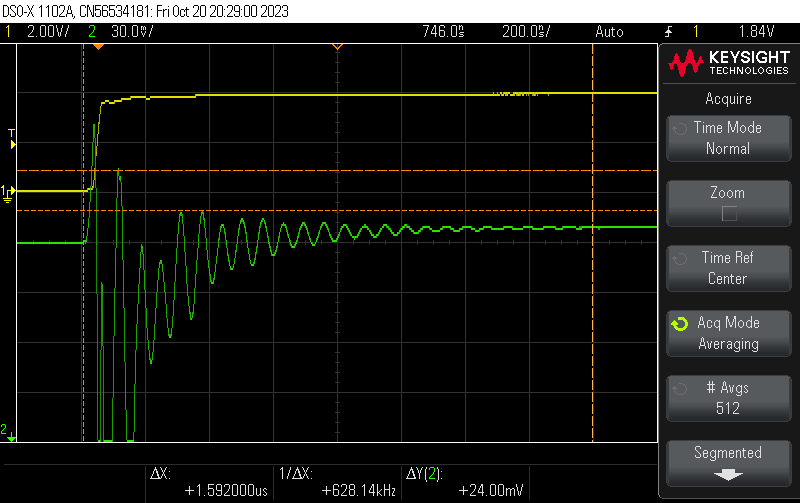 DSO-X 1102A, CN56534181: Fri Oct 20 20:29:00 2023
1 2.00V/ 2 30.0V/ 746.0s 200.0s/ Auto 1 1.84V
KEYSIGHT
TECHNOLOGIES
Acquire
Time Mode
Normal
Zoom
Time Ref
Center
Acq Mode
Averaging
# Avgs
512
Segmented
T
1
2
ΔX:
+1.592000us
1/ΔX:
+628.14kHz
ΔY(2):
+24.00mV